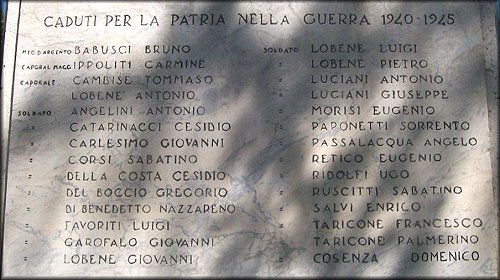 CADUTI PER LA PATRIA NELLA GUERRA 1940-1945
MED. D'ARGENTO BABUSCI BRUNO
CAPORAL MAGG. IPPOLITI CARMINE
CAPORALE CAMBISE TOMMASO
LOBENE ANTONIO
SOLDATO ANGELINI ANTONIO
" CATARINACCI CESIDIO
" CARLESIMO GIOVANNI
" CORSI SABATINO
" DELLA COSTA CESIDIO
" DEL BOCCIO GREGORIO
" DI BENEDETTO NAZZARENO
" FAVORITI LUIGI
" GAROFALO GIOVANNI
" LOBENE GIOVANNI
SOLDATO LOBENE LUIGI
" LOBENE PIETRO
" LUCIANI ANTONIO
" LUCIANI GIUSEPPE
" MORISI EUGENIO
" PAPONETTI SORRENTO
" PASSALACQUA ANGELO
" RETICO EUGENIO
" RIDOLFI UGO
" RUSCITTI SABATINO
" SALVI ENRICO
" TARICONE FRANCESCO
" TARICONE PALMERINO
" COSENZA DOMENICO